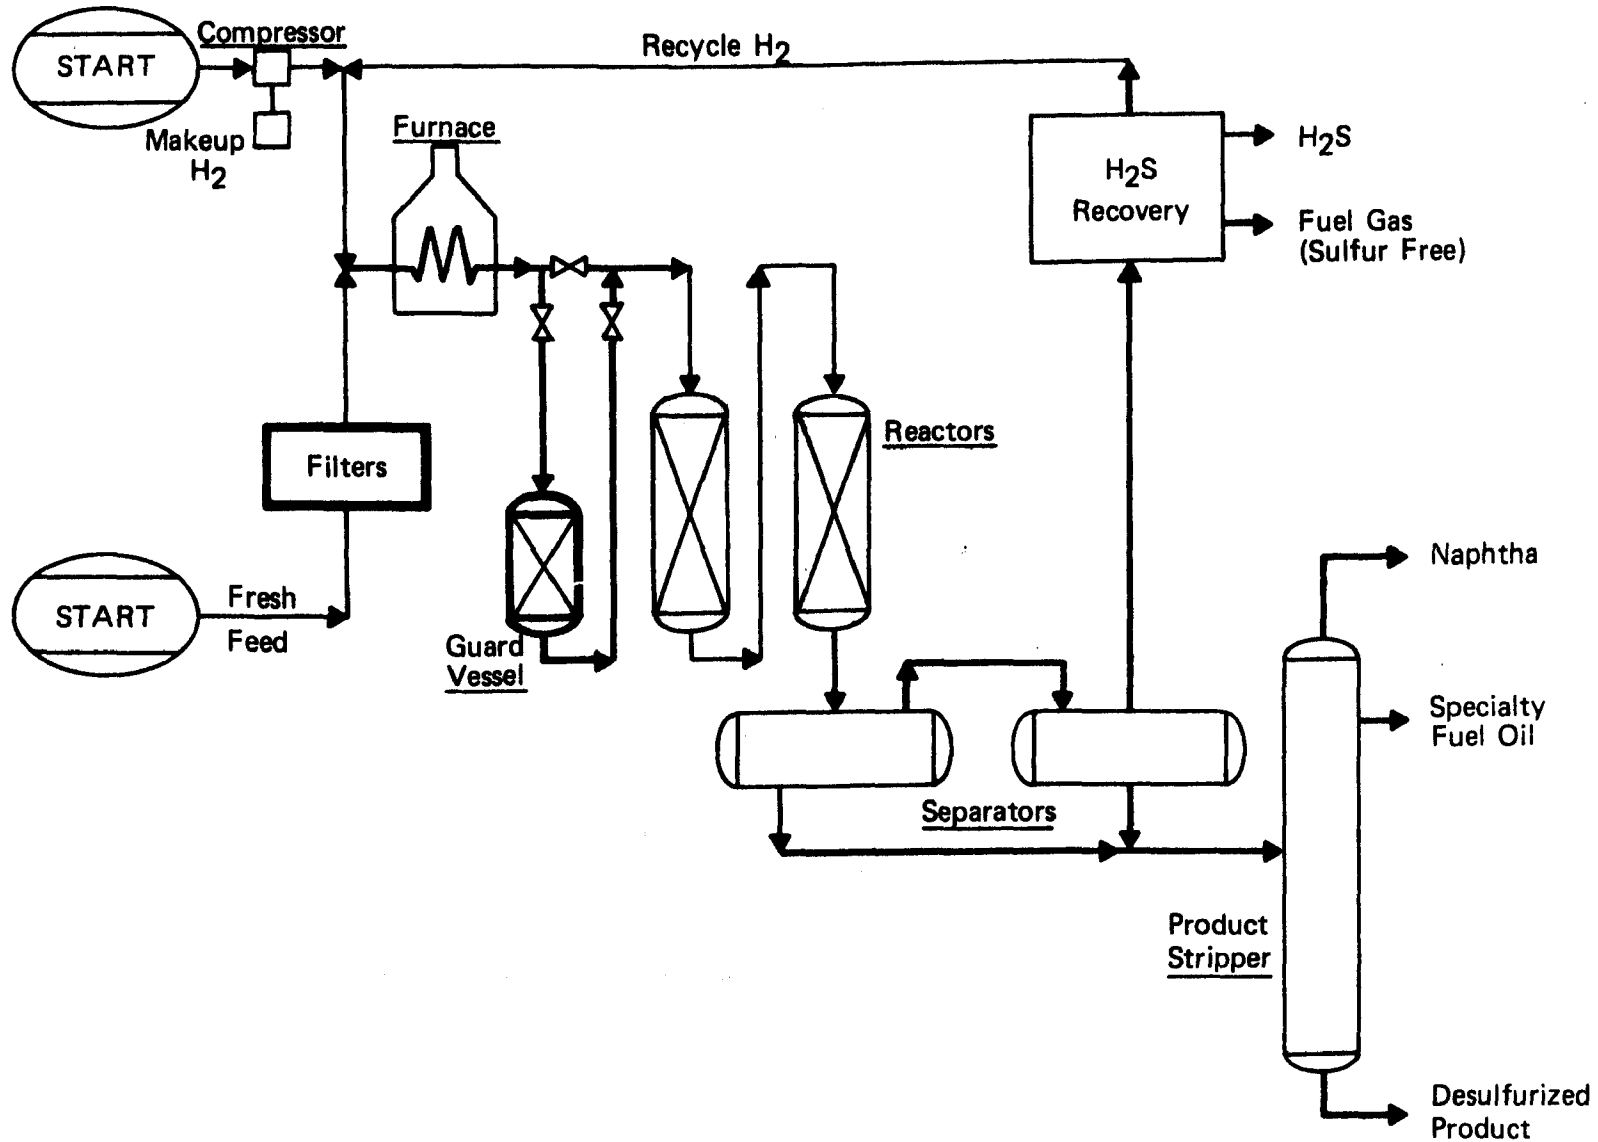 START
Compressor
Makeup
H2
Recycle H2
Furnace
H2S
Recovery
H2S
Fuel Gas
(Sulfur Free)
Filters
Reactors
START
Fresh
Feed
Guard
Vessel
Separators
Naphtha
Specialty
Fuel Oil
Product
Stripper
Desulfurized
Product